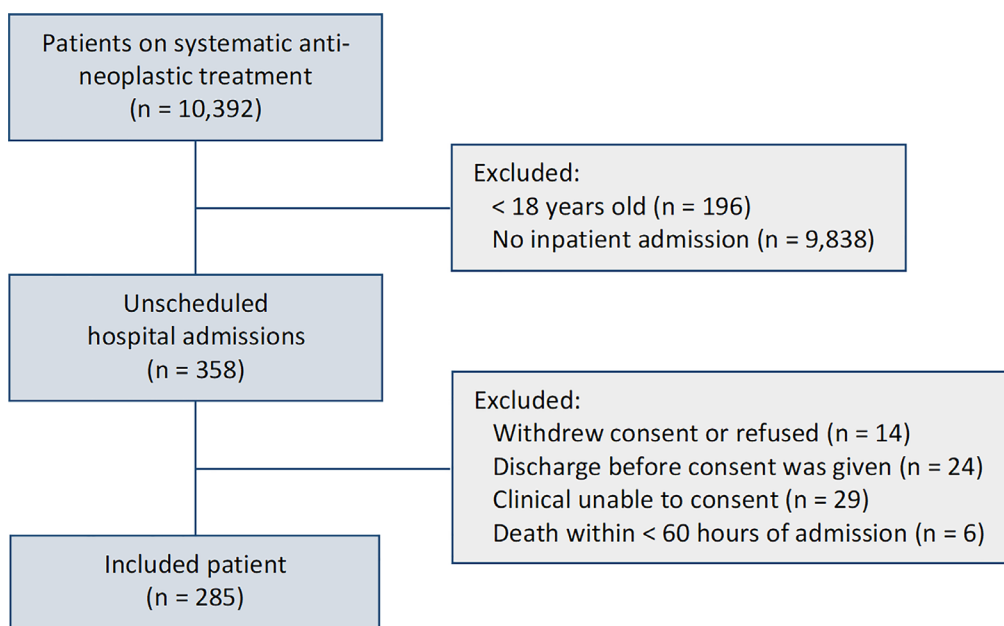 Patients on systematic anti-
neoplastic treatment
(n = 10,392)
Excluded:
< 18 years old (n = 196)
No inpatient admission (n = 9,838)
Unscheduled
hospital admissions
(n = 358)
Excluded:
Withdrew consent or refused (n = 14)
Discharge before consent was given (n = 24)
Clinical unable to consent (n = 29)
Death within < 60 hours of admission (n = 6)
Included patient
(n = 285)